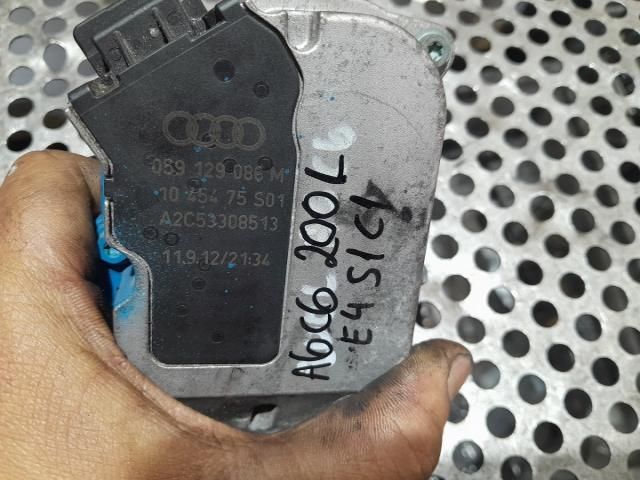 059 129 086 M
10 454 75 S01
A2C53308513
11.9.12/21:34
A6C6 200L
E4 S1C1